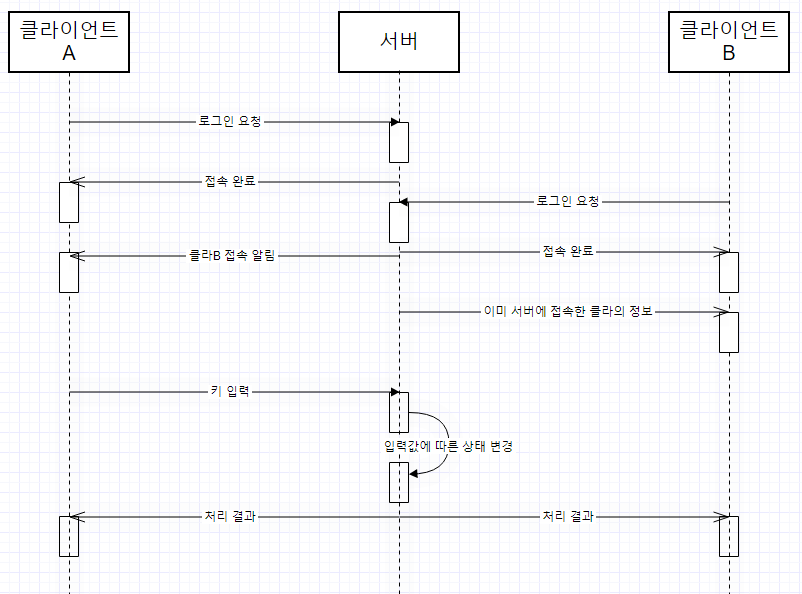 클라이언트
A
서버
클라이언트
B
로그인 요청
접속 완료
로그인 요청
클라B 접속 알림
접속 완료
이미 서버에 접속한 클라의 정보
키 입력
입력값에 따른 상태 변경
처리 결과
처리 결과